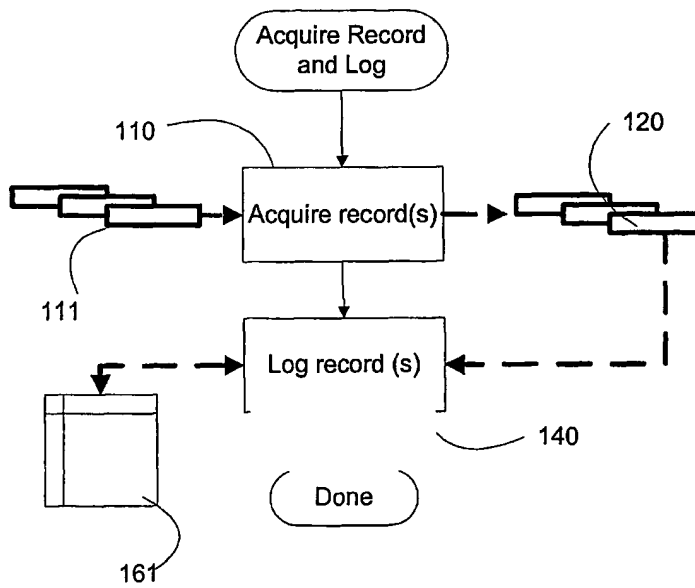 Acquire Record
and Log
110
120
Acquire record(s)
111
Log record (s)
140
Done
161